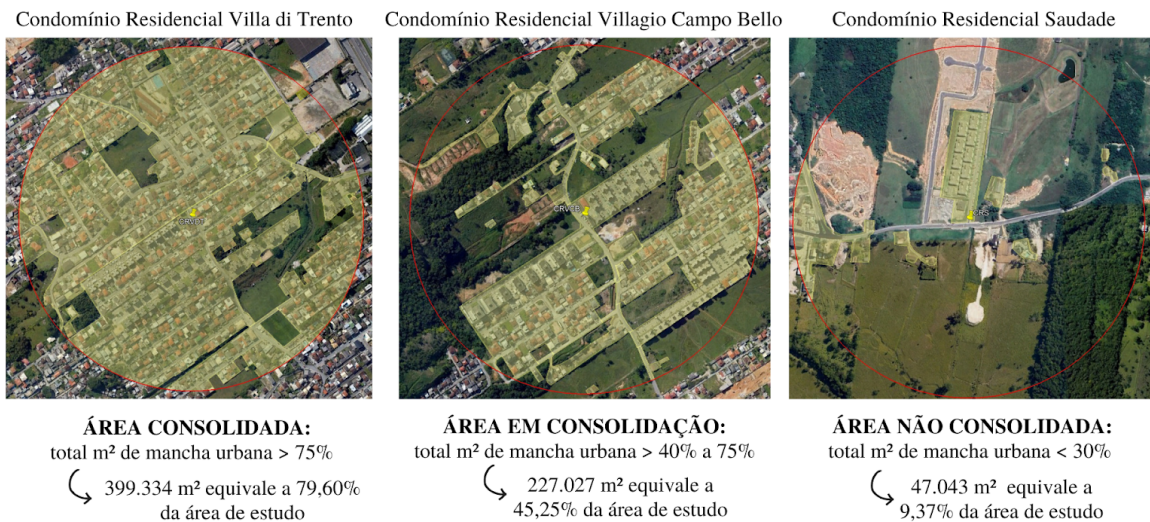 Condomínio Residencial Villa di Trento
Condomínio Residencial Villagio Campo Bello
Condomínio Residencial Saudade
CRS
ÁREA CONSOLIDADA:
total m² de mancha urbana > 75%
399.334 m² equivale a 79,60%
da área de estudo
ÁREA EM CONSOLIDAÇÃO:
total m² de mancha urbana > 40% a 75%
227.027 m² equivale a
45,25% da área de estudo
ÁREA NÃO CONSOLIDADA:
total m² de mancha urbana < 30%
47.043 m² equivale a
9,37% da área de estudo